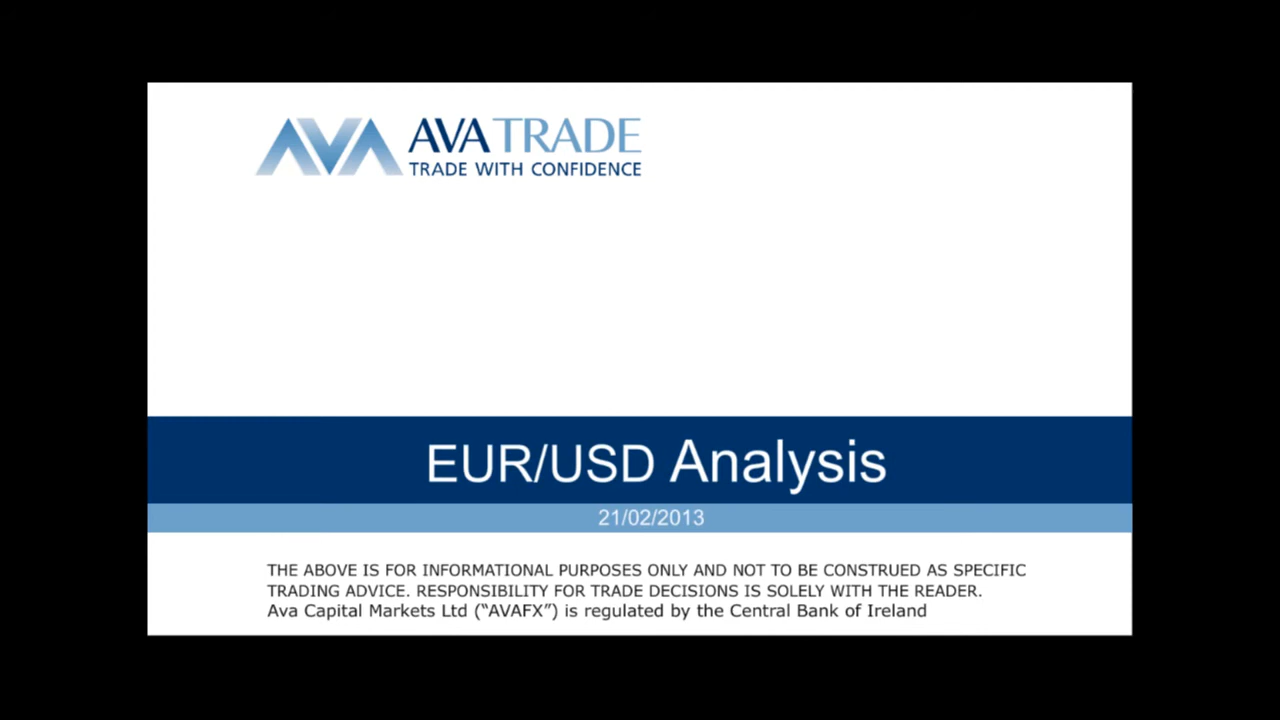 AVA TRADE
TRADE WITH CONFIDENCE
EUR/USD Analysis
21/02/2013
THE ABOVE IS FOR INFORMATIONAL PURPOSES ONLY AND NOT TO BE CONSTRUED AS SPECIFIC
TRADING ADVICE. RESPONSIBILITY FOR TRADE DECISIONS IS SOLELY WITH THE READER.
Ava Capital Markets Ltd (“AVAFX”) is regulated by the Central Bank of Ireland